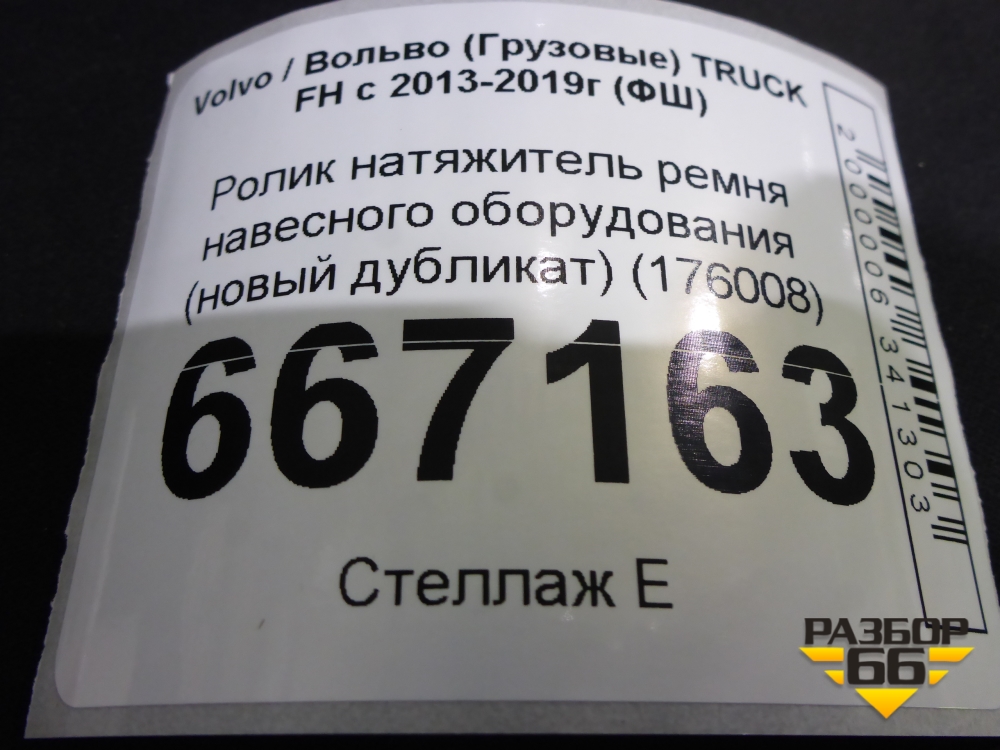 Volvo / Вольво (Грузовые) TRUCK
FH с 2013-2019г (ФШ)
Ролик натяжитель ремня
навесного оборудования
(новый дубликат) (176008)
667163
Стеллаж Е
2000006341303
РАЗБОР
66